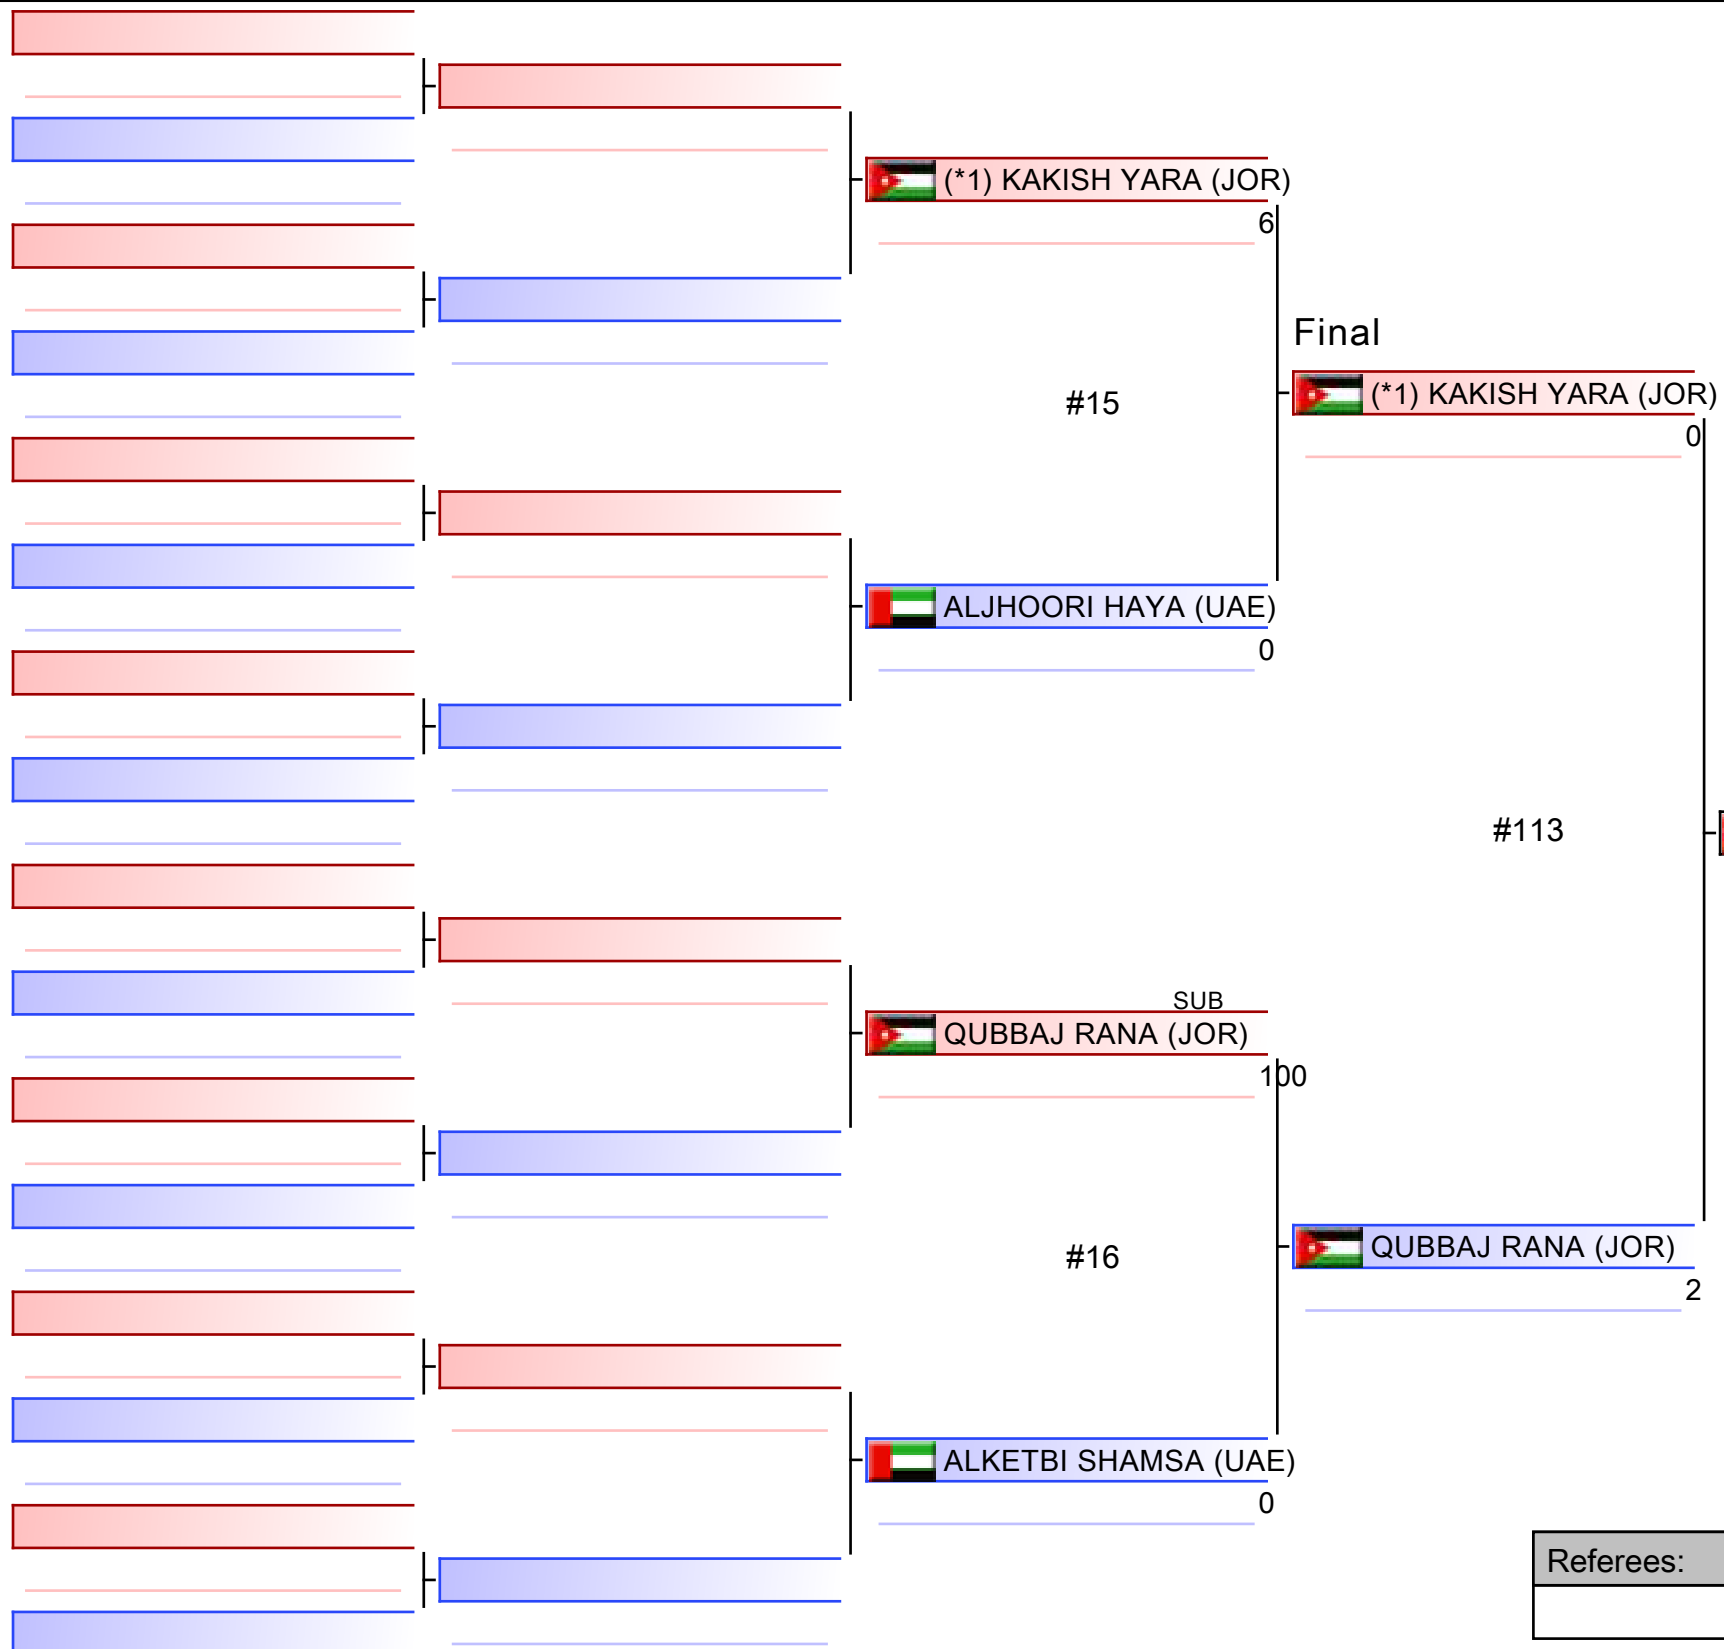 (*1) KAKISH YARA (JOR)
6
Final
#15
(*1) KAKISH YARA (JOR)
0
ALJHOORI HAYA (UAE)
0
#113
SUB
QUBBAJ RANA (JOR)
100
#16
QUBBAJ RANA (JOR)
2
ALKETBI SHAMSA (UAE)
0
Referees: